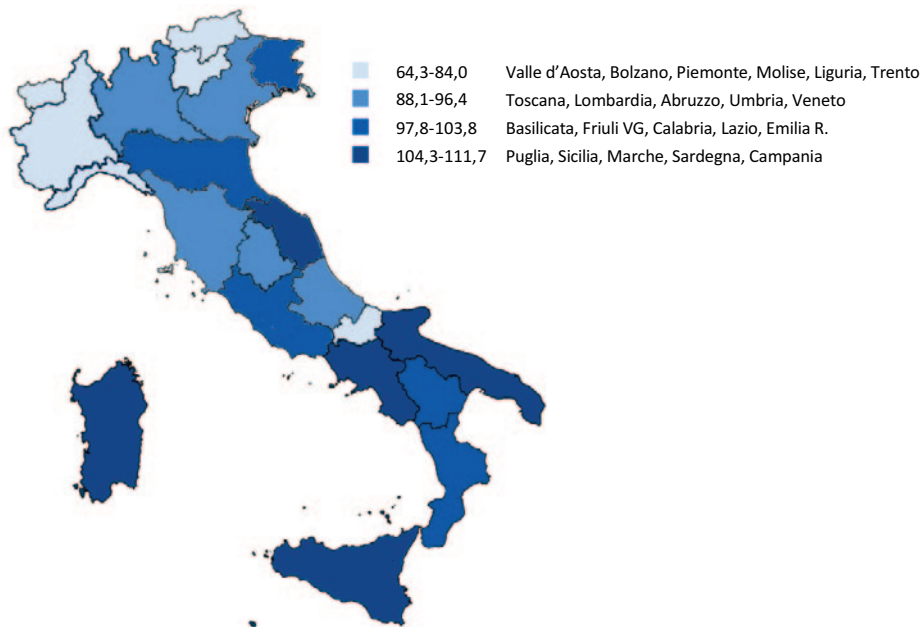 64,3-84,0 Valle d’Aosta, Bolzano, Piemonte, Molise, Liguria, Trento
88,1-96,4 Toscana, Lombardia, Abruzzo, Umbria, Veneto
97,8-103,8 Basilicata, Friuli VG, Calabria, Lazio, Emilia R.
104,3-111,7 Puglia, Sicilia, Marche, Sardegna, Campania